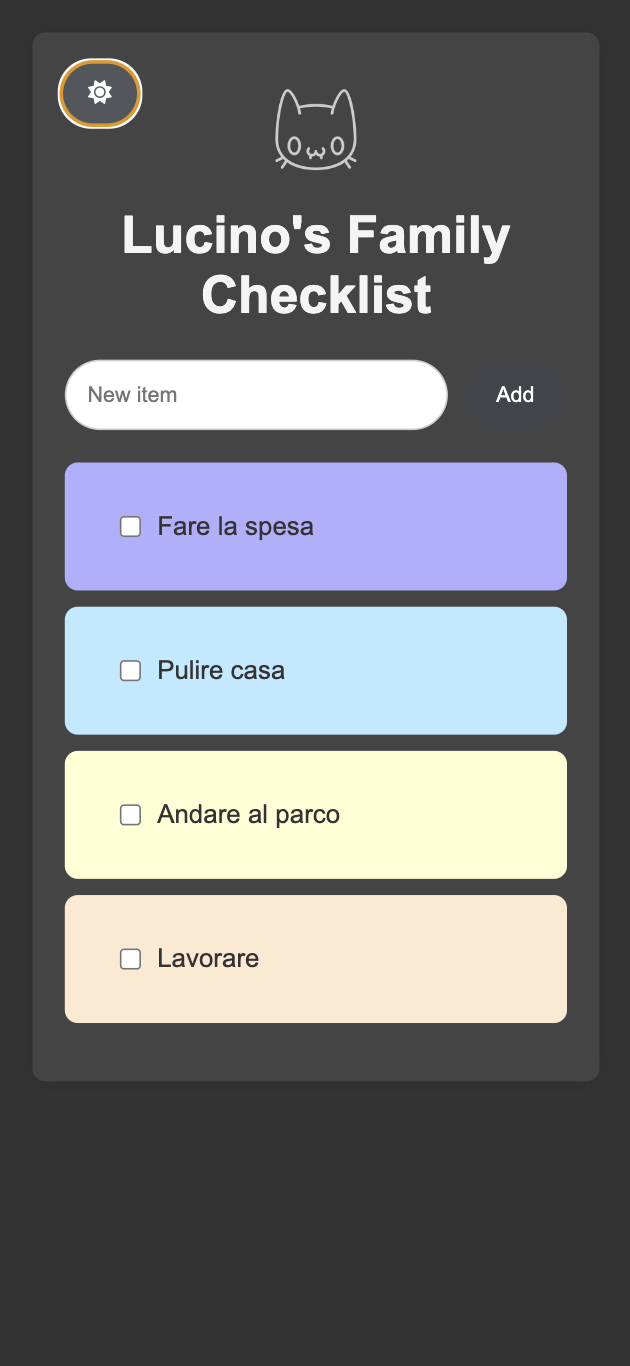 Lucino's Family
Checklist
New item
Add
Fare la spesa
Pulire casa
Andare al parco
Lavorare